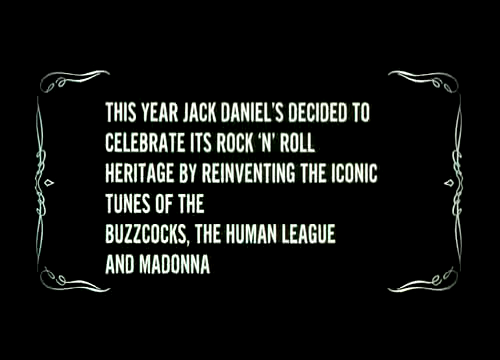 THIS YEAR JACK DANIEL'S DECIDED TO
CELEBRATE ITS ROCK ‘N’ ROLL
HERITAGE BY REINVENTING THE ICONIC
TUNES OF THE
BUZZCOCKS, THE HUMAN LEAGUE
AND MADONNA